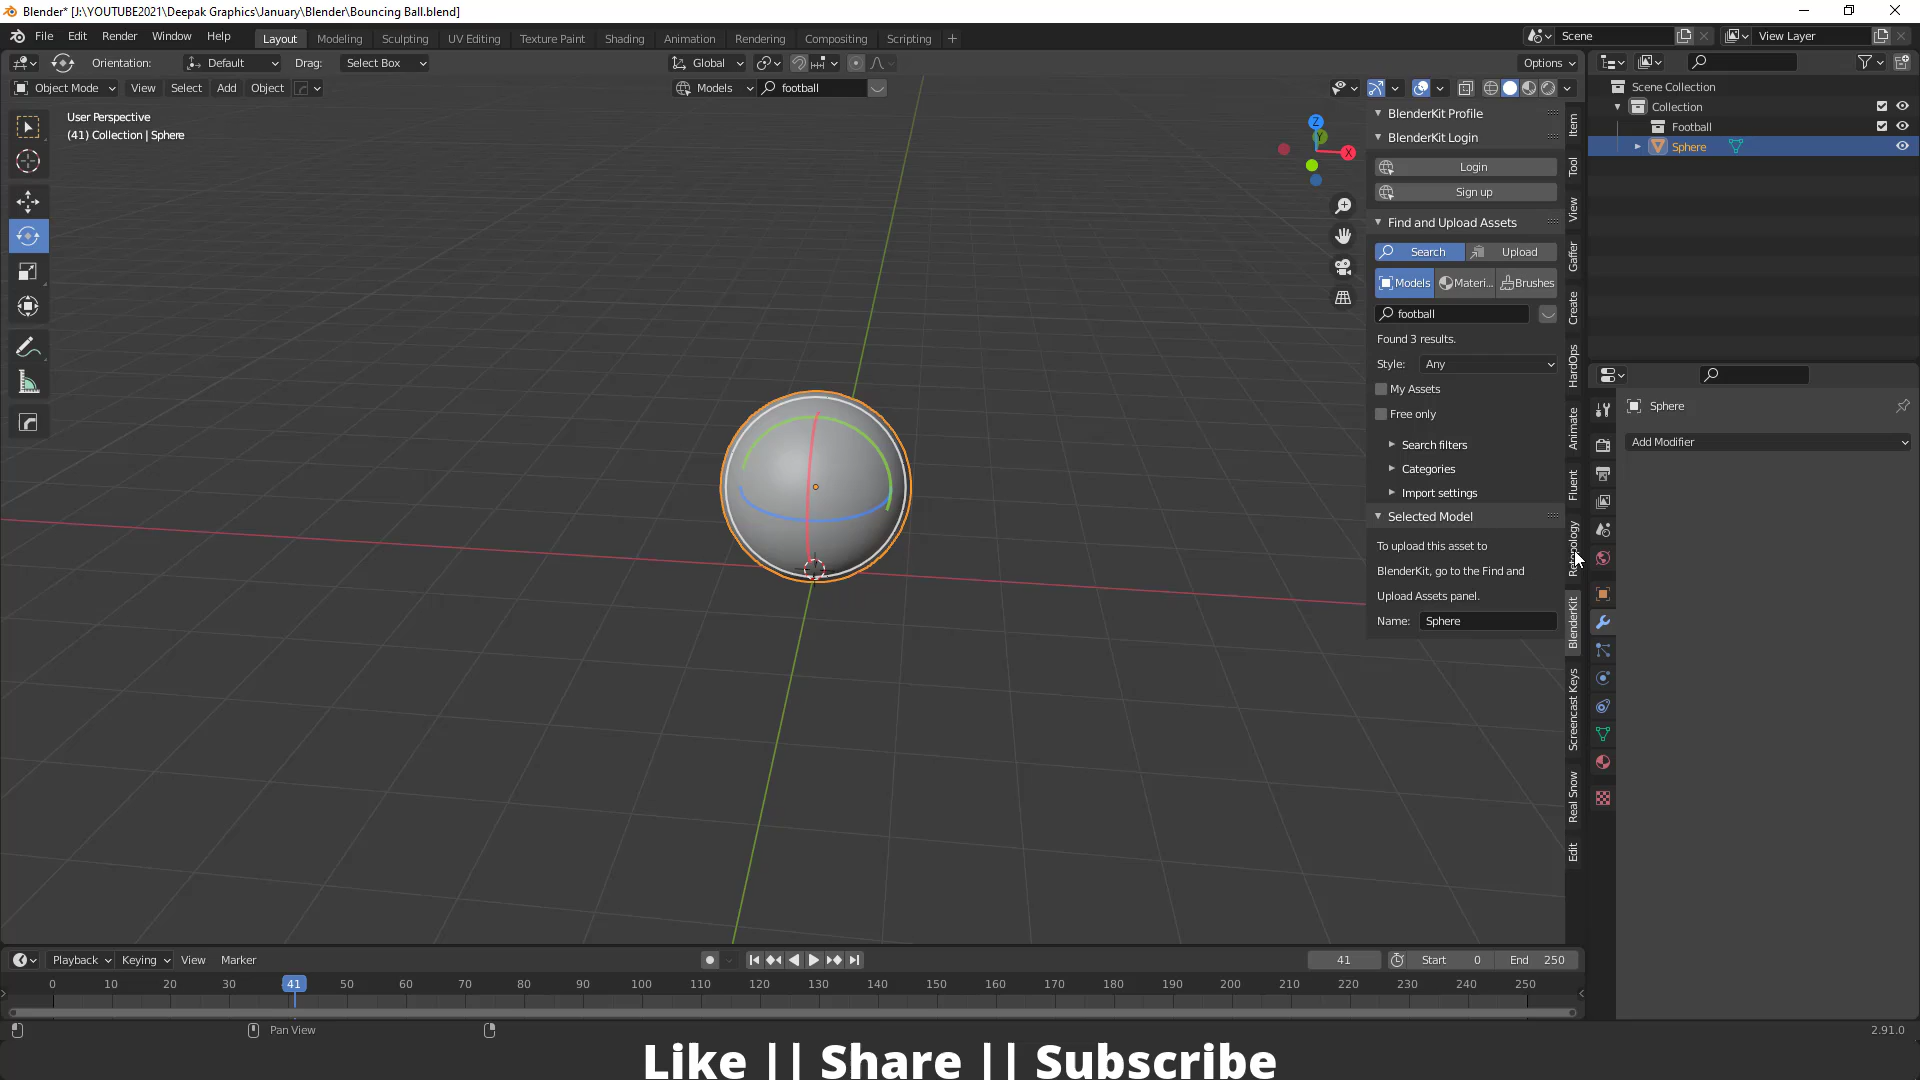 Blender* [J:\YOUTUBE2021\Deepak Graphics\January\Blender\Bouncing Ball.blend]
File Edit Render Window Help Layout Modeling Sculpting UV Editing Texture Paint Shading Animation Rendering Compositing Scripting + Scene View Layer
Orientation: Default Drag: Select Box Global Options
Object Mode View Select Add Object Models football
User Perspective
(41) Collection | Sphere
Z
Y
X
BlenderKit Profile
BlenderKit Login
Login
Sign up
Find and Upload Assets
Search Upload
Models Materi... Brushes
football
Found 3 results.
Style: Any
My Assets
Free only
Search filters
Categories
Import settings
Selected Model
To upload this asset to
BlenderKit, go to the Find and
Upload Assets panel.
Name: Sphere
Item
Tool
View
Gaffer
Create
HardOps
Animate
Fluent
BlenderKit
Screencast Keys
Real Snow
Edit
Scene Collection
Collection
Football
Sphere
Sphere
Add Modifier
Playback Keying View Marker 41 Start 0 End 250
0 10 20 30 41 50 60 70 80 90 100 110 120 130 140 150 160 170 180 190 200 210 220 230 240 250
Pan View 2.91.0
Like || Share || Subscribe